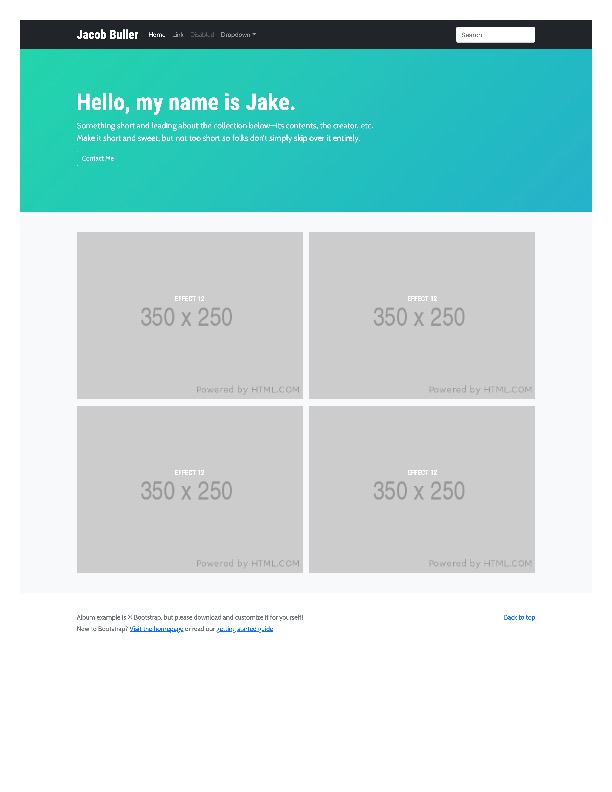 Jacob Buller Home Link Disabled Dropdown Search
Hello, my name is Jake.
Something short and leading about the collection below—its contents, the creator, etc.
Make it short and sweet, but not too short so folks don't simply skip over it entirely.
Contact Me
EFFECT 12
350 x 250
Powered by HTML.COM
EFFECT 12
350 x 250
Powered by HTML.COM
EFFECT 12
350 x 250
Powered by HTML.COM
EFFECT 12
350 x 250
Powered by HTML.COM
Album example is © Bootstrap, but please download and customize it for yourself! Back to top
New to Bootstrap? Visit the homepage or read our getting started guide.